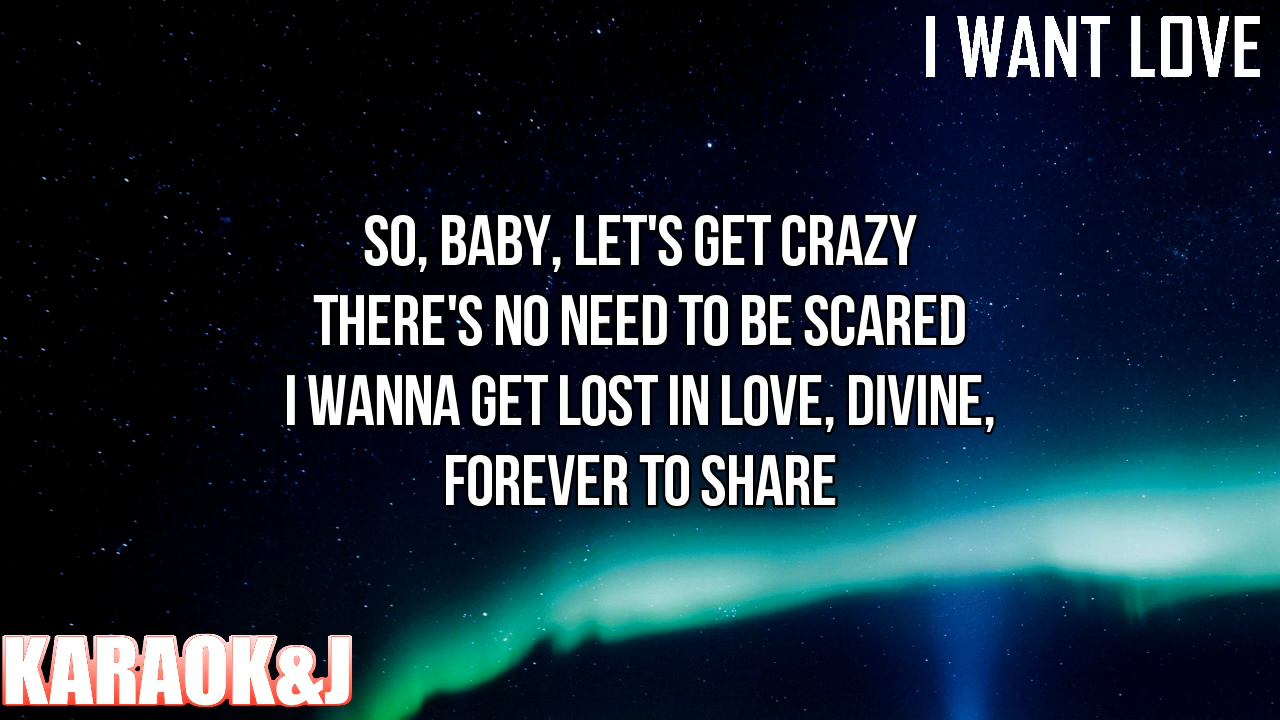 I WANT LOVE
SO, BABY, LET'S GET CRAZY
THERE'S NO NEED TO BE SCARED
I WANNA GET LOST IN LOVE, DIVINE,
FOREVER TO SHARE
KARAOK&J